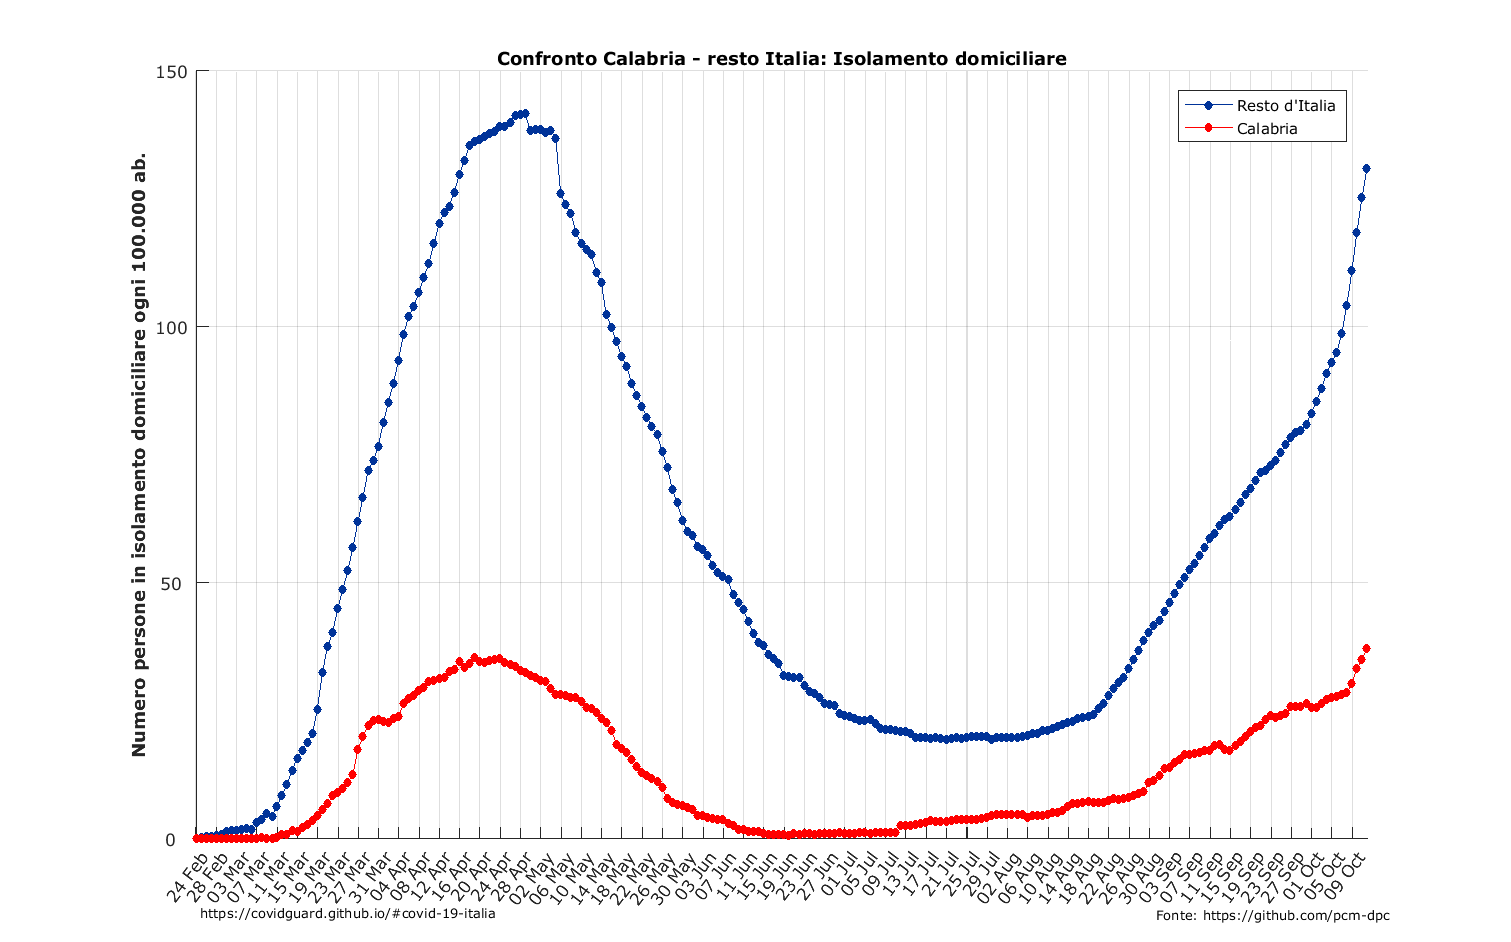 Confronto Calabria - resto Italia: Isolamento domiciliare
Numero persone in isolamento domiciliare ogni 100.000 ab.
150
100
50
0
Resto d'Italia
Calabria
24 Feb
28 Feb
03 Mar
07 Mar
11 Mar
15 Mar
19 Mar
23 Mar
27 Mar
31 Mar
04 Apr
08 Apr
12 Apr
16 Apr
20 Apr
24 Apr
28 Apr
02 May
06 May
10 May
14 May
18 May
22 May
26 May
30 May
03 Jun
07 Jun
11 Jun
15 Jun
19 Jun
23 Jun
27 Jun
01 Jul
05 Jul
09 Jul
13 Jul
17 Jul
21 Jul
25 Jul
29 Jul
02 Aug
06 Aug
10 Aug
14 Aug
18 Aug
22 Aug
26 Aug
30 Aug
03 Sep
07 Sep
11 Sep
15 Sep
19 Sep
23 Sep
27 Sep
01 Oct
05 Oct
09 Oct
https://covidguard.github.io/#covid-19-italia
Fonte: https://github.com/pcm-dpc